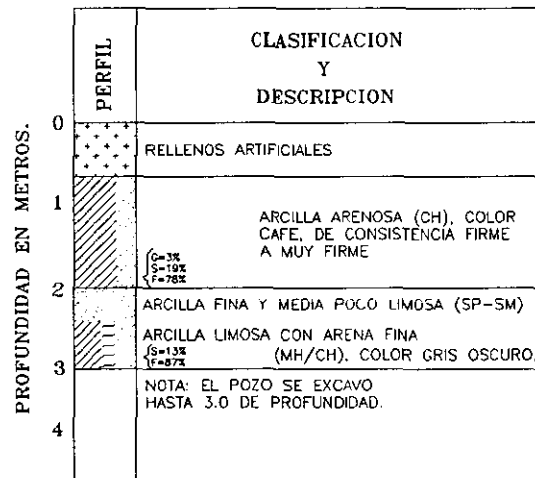 PROFUNDIDAD EN METROS.
PERFIL
CLASIFICACION
Y
DESCRIPCION
0
RELLENOS ARTIFICIALES
1
ARCILLA ARENOSA (CH), COLOR
CAFE, DE CONSISTENCIA FIRME
A MUY FIRME
G=3%
S=19%
F=78%
2
ARCILLA FINA Y MEDIA POCO LIMOSA (SP-SM)
ARCILLA LIMOSA CON ARENA FINA
(MH/CH), COLOR GRIS OSCURO.
S=13%
F=87%
3
NOTA: EL POZO SE EXCAVO
HASTA 3.0 DE PROFUNDIDAD.
4